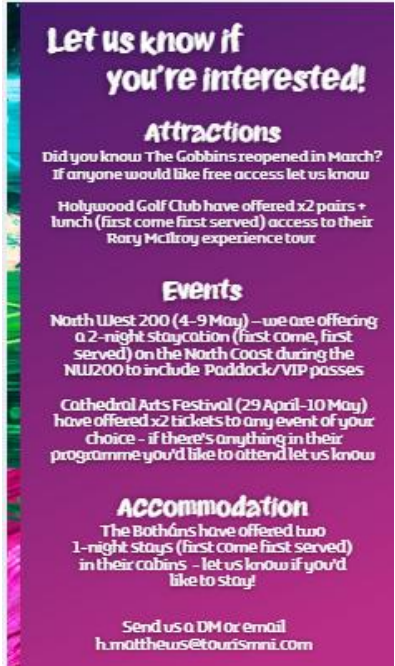 Let us know if
you're interested!
Attractions
Did you know The Gobbins reopened in March?
If anyone would like free access let us know
Holywood Golf Club have offered x2 pairs +
lunch (first come first served) access to their
Rory McIlroy experience tour
Events
North West 200 (4-9 May) – we are offering
a 2-night staycation (first come, first
served) on the North Coast during the
NW200 to include Paddock/VIP passes
Cathedral Arts Festival (29 April-10 May)
have offered x2 tickets to any event of your
choice - if there's anything in their
programme you'd like to attend let us know
Accommodation
The Botháns have offered two
1-night stays (first come first served)
in their cabins - let us know if you'd
like to stay!
Send us a DM or email
h.matthews@tourismni.com